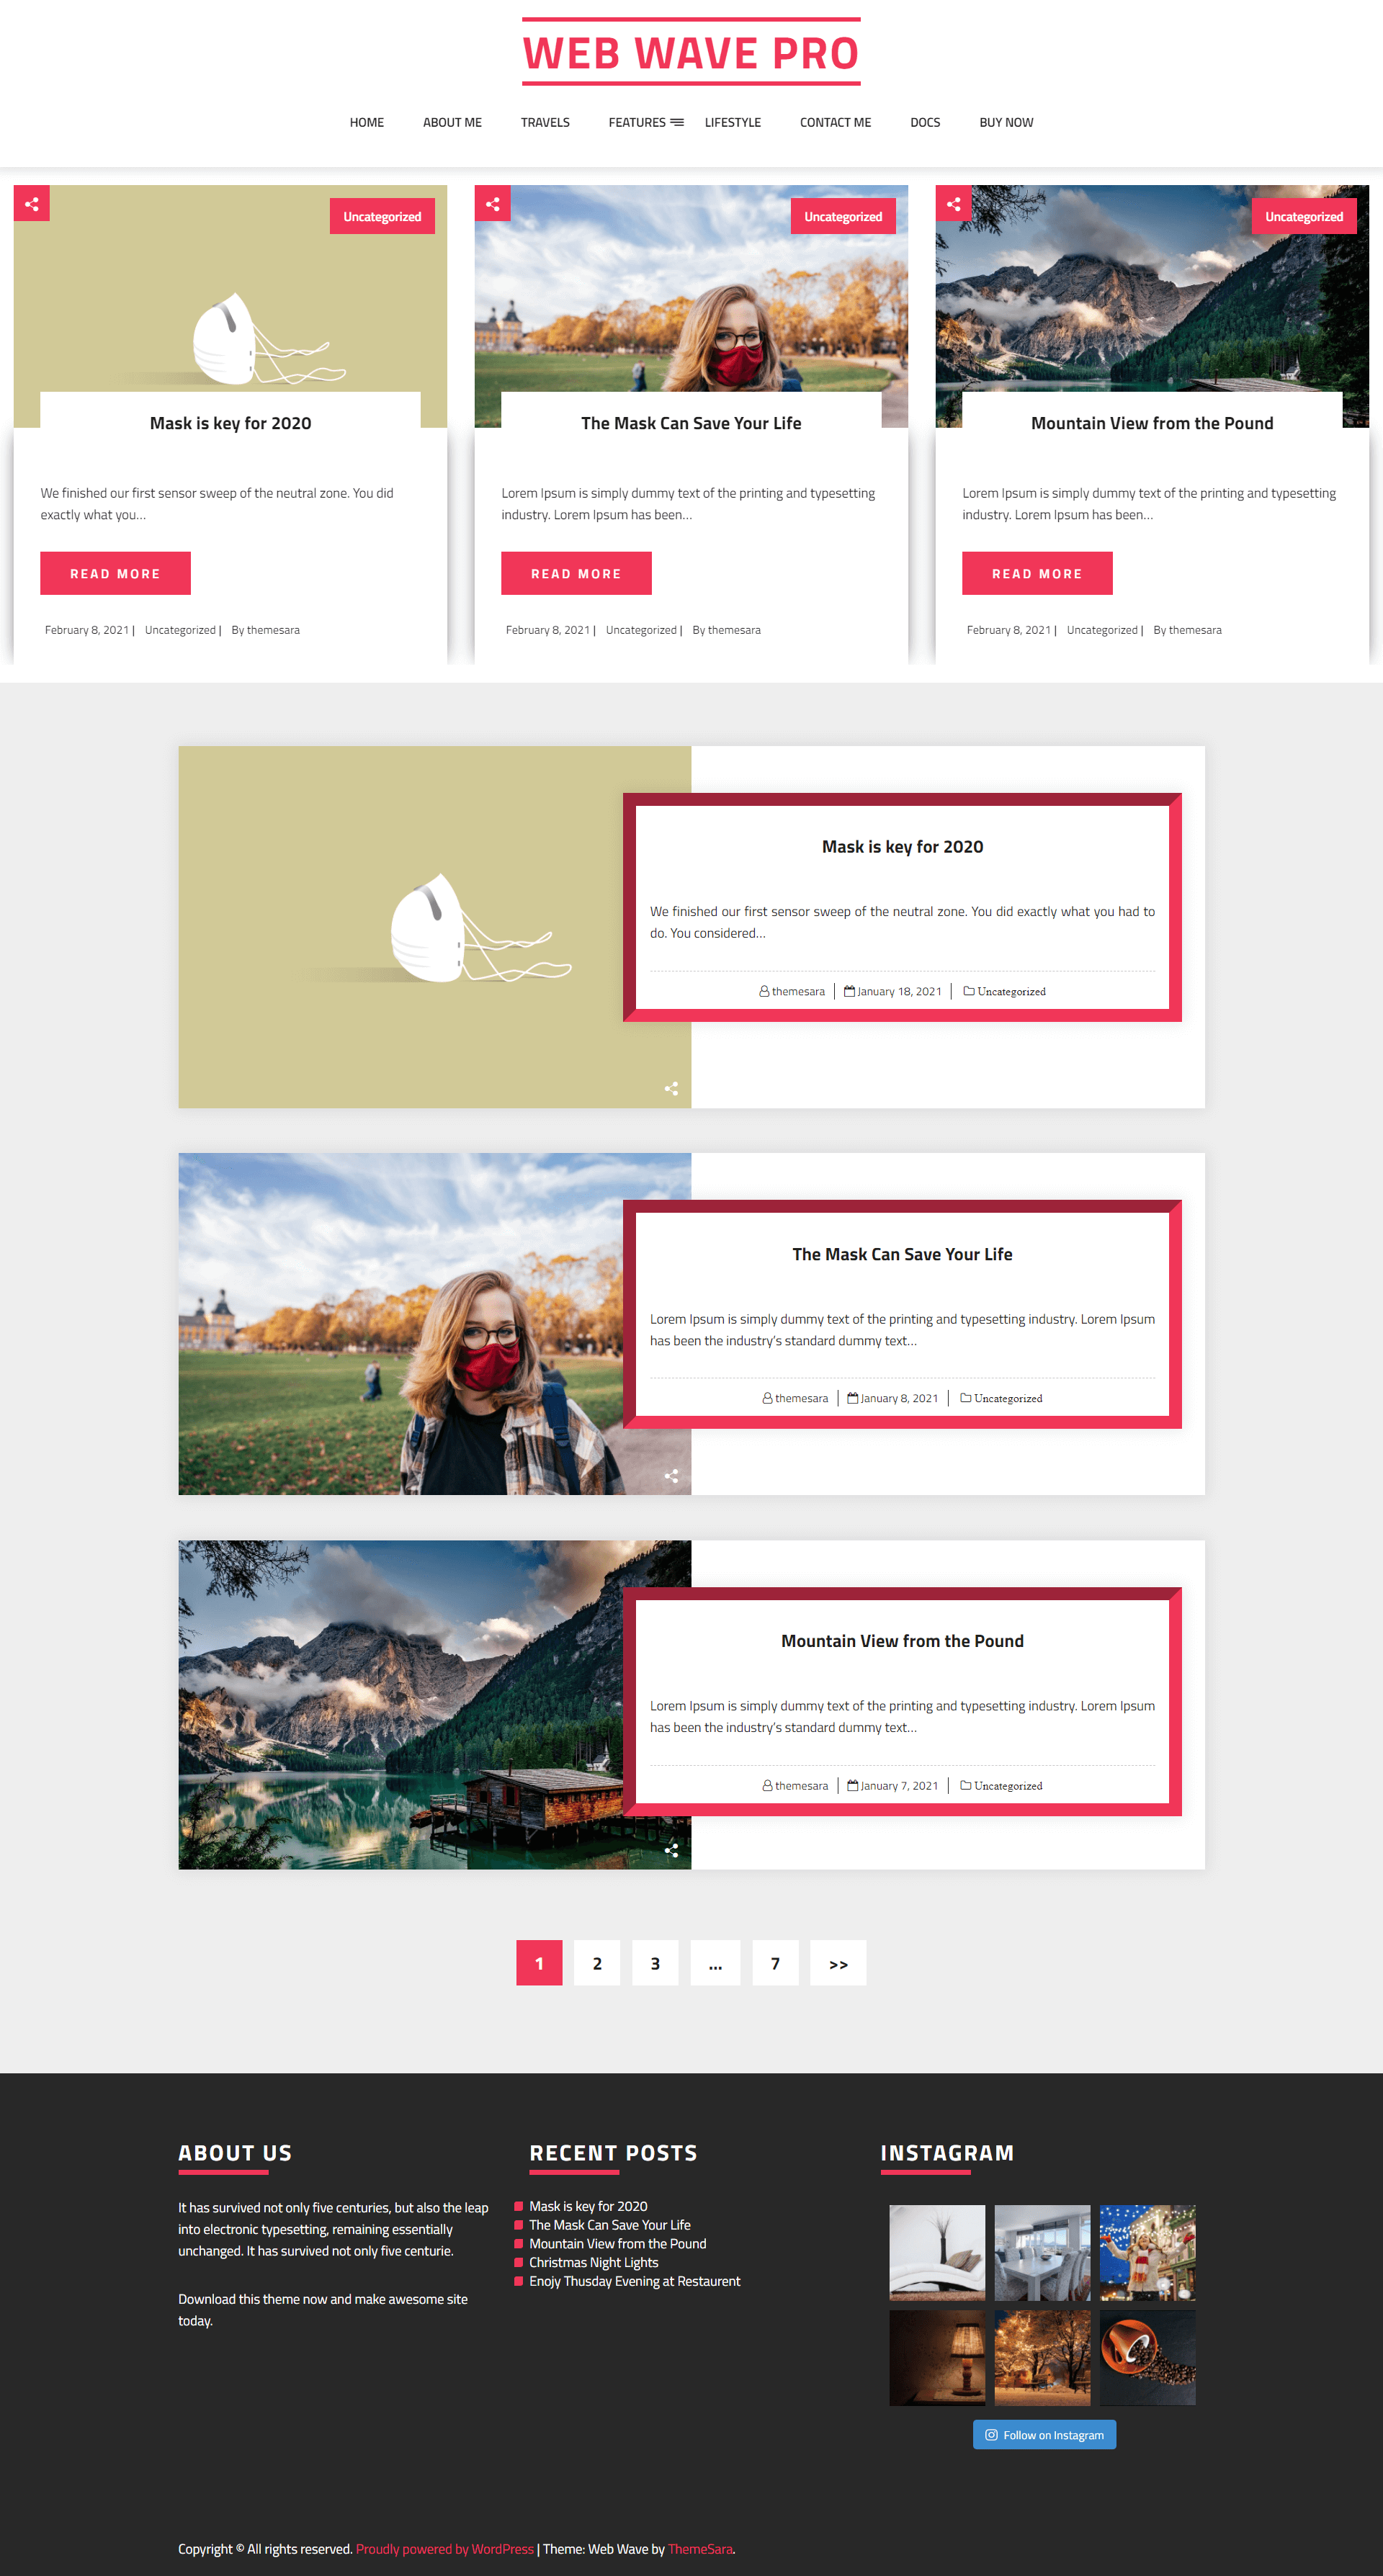 WEB WAVE PRO
HOME ABOUT ME TRAVELS FEATURES LIFESTYLE CONTACT ME DOCS BUY NOW
Uncategorized
Mask is key for 2020
We finished our first sensor sweep of the neutral zone. You did
exactly what you…
READ MORE
February 8, 2021 | Uncategorized | By themesara
Uncategorized
The Mask Can Save Your Life
Lorem Ipsum is simply dummy text of the printing and typesetting
industry. Lorem Ipsum has been…
READ MORE
February 8, 2021 | Uncategorized | By themesara
Uncategorized
Mountain View from the Pound
Lorem Ipsum is simply dummy text of the printing and typesetting
industry. Lorem Ipsum has been…
READ MORE
February 8, 2021 | Uncategorized | By themesara
Mask is key for 2020
We finished our first sensor sweep of the neutral zone. You did exactly what you had to
do. You considered…
themesara January 18, 2021 Uncategorized
The Mask Can Save Your Life
Lorem Ipsum is simply dummy text of the printing and typesetting industry. Lorem Ipsum
has been the industry’s standard dummy text…
themesara January 8, 2021 Uncategorized
Mountain View from the Pound
Lorem Ipsum is simply dummy text of the printing and typesetting industry. Lorem Ipsum
has been the industry’s standard dummy text…
themesara January 7, 2021 Uncategorized
1 2 3 … 7 >>
ABOUT US
It has survived not only five centuries, but also the leap
into electronic typesetting, remaining essentially
unchanged. It has survived not only five centurie.
Download this theme now and make awesome site
today.
RECENT POSTS
Mask is key for 2020
The Mask Can Save Your Life
Mountain View from the Pound
Christmas Night Lights
Enojy Thusday Evening at Restaurent
INSTAGRAM
Follow on Instagram
Copyright © All rights reserved. Proudly powered by WordPress | Theme: Web Wave by ThemeSara.